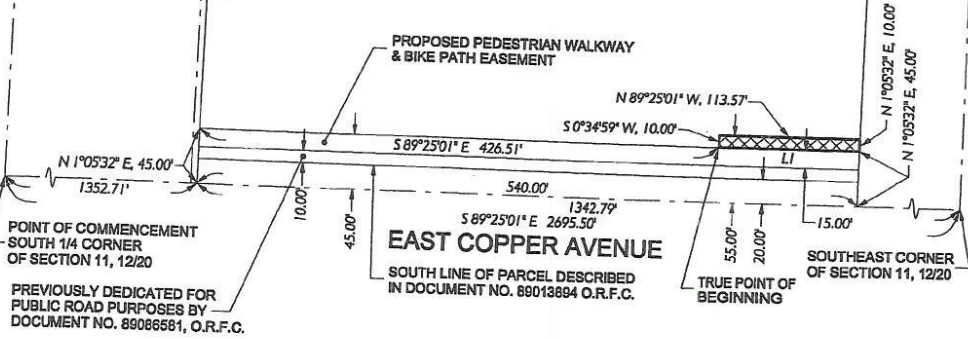 PROPOSED PEDESTRIAN WALKWAY
& BIKE PATH EASEMENT
N 89°25'01" W, 113.57'
S 0°34'59" W, 10.00'
N 1°05'32" E, 10.00'
N 1°05'32" E, 45.00'
S 89°25'01" E 426.51'
L1
N 1°05'32" E, 45.00'
1352.71'
10.00'
45.00'
540.00'
1342.79'
S 89°25'01" E 2695.50'
55.00'
20.00'
15.00'
EAST COPPER AVENUE
POINT OF COMMENCEMENT
SOUTH 1/4 CORNER
OF SECTION 11, 12/20
SOUTH LINE OF PARCEL DESCRIBED
IN DOCUMENT NO. 89013894 O.R.F.C.
TRUE POINT OF
BEGINNING
SOUTHEAST CORNER
OF SECTION 11, 12/20
PREVIOUSLY DEDICATED FOR
PUBLIC ROAD PURPOSES BY
DOCUMENT NO. 89086581, O.R.F.C.